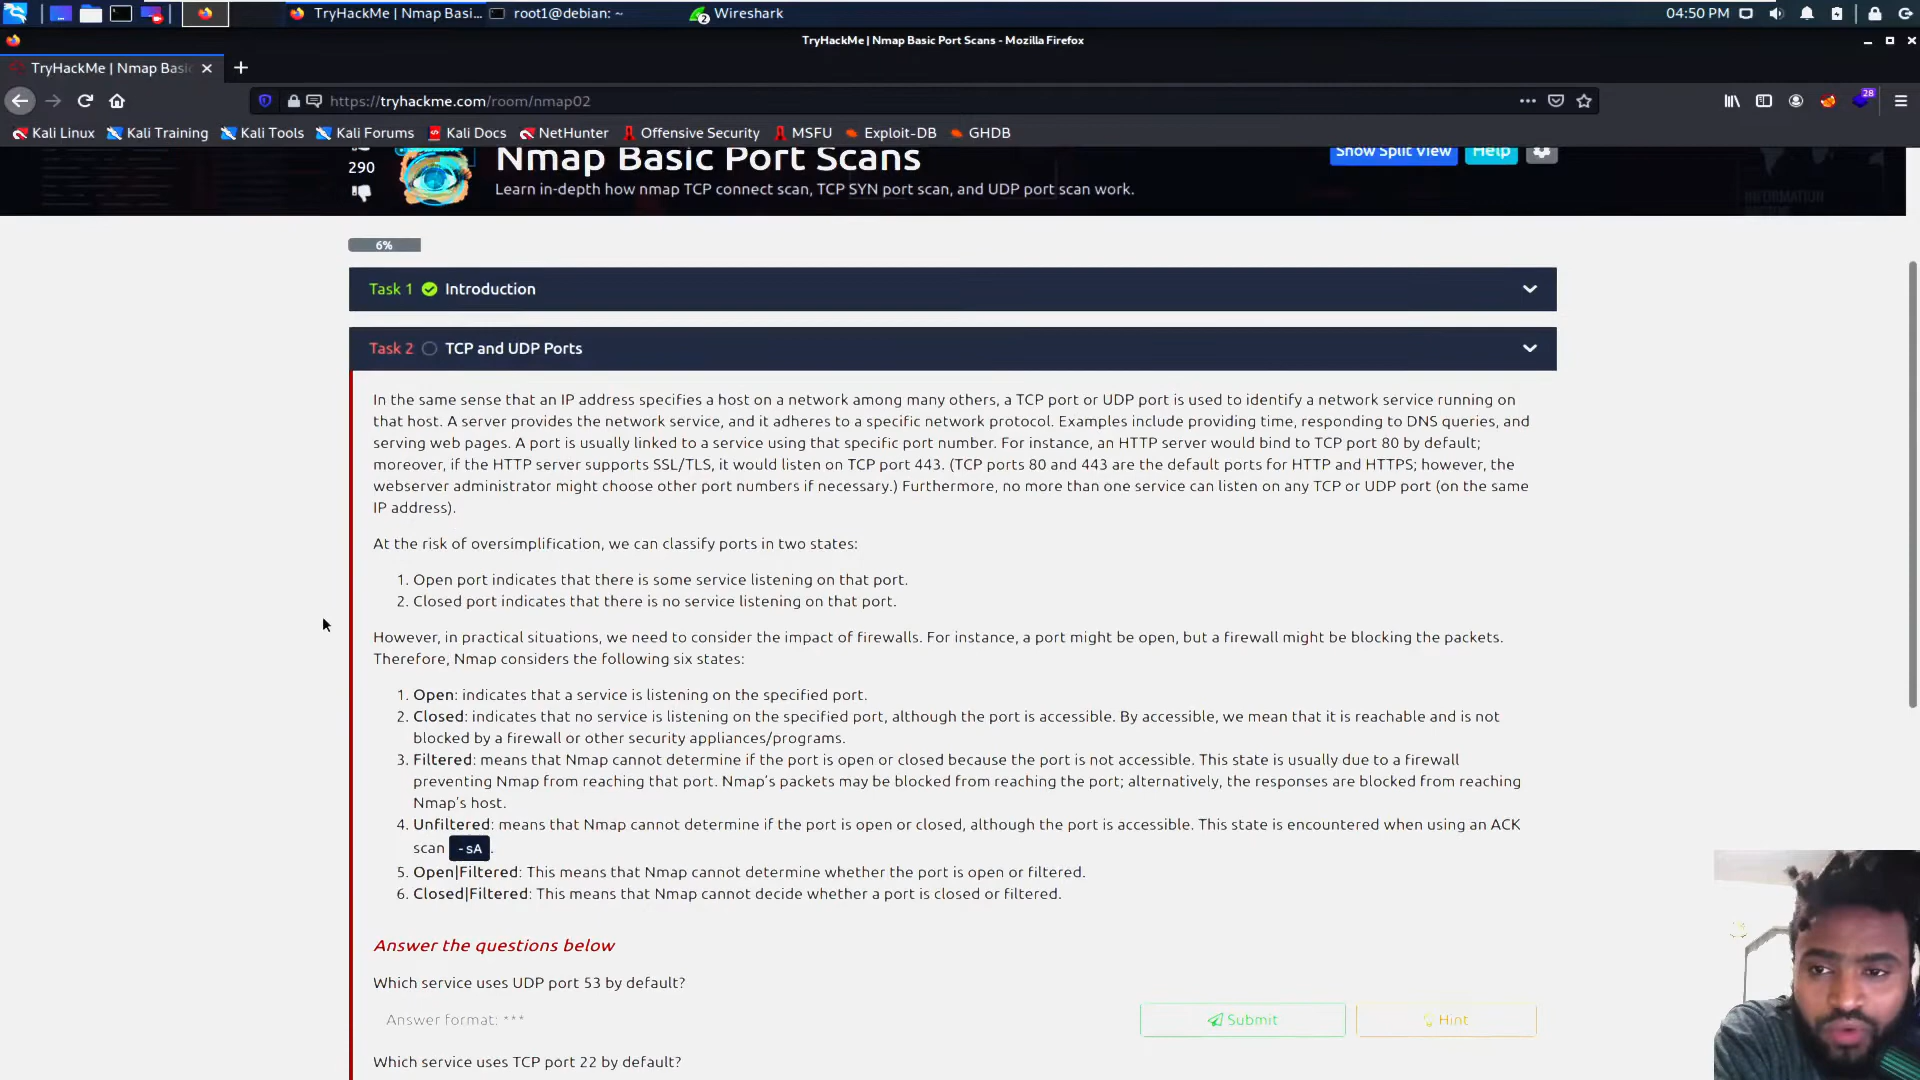 TryHackMe | Nmap Basi...
root1@debian: ~
2
Wireshark
04:50 PM
TryHackMe | Nmap Basic Port Scans - Mozilla Firefox
TryHackMe | Nmap Basi
https://tryhackme.com/room/nmap02
28
Kali Linux
Kali Training
Kali Tools
Kali Forums
Kali Docs
NetHunter
Offensive Security
MSFU
Exploit-DB
GHDB
290
Nmap Basic Port Scans
Show Split View
Help
Learn in-depth how nmap TCP connect scan, TCP SYN port scan, and UDP port scan work.
INFORMATION
6%
Task 1 Introduction
Task 2 TCP and UDP Ports
In the same sense that an IP address specifies a host on a network among many others, a TCP port or UDP port is used to identify a network service running on
that host. A server provides the network service, and it adheres to a specific network protocol. Examples include providing time, responding to DNS queries, and
serving web pages. A port is usually linked to a service using that specific port number. For instance, an HTTP server would bind to TCP port 80 by default;
moreover, if the HTTP server supports SSL/TLS, it would listen on TCP port 443. (TCP ports 80 and 443 are the default ports for HTTP and HTTPS; however, the
webserver administrator might choose other port numbers if necessary.) Furthermore, no more than one service can listen on any TCP or UDP port (on the same
IP address).
At the risk of oversimplification, we can classify ports in two states:
1. Open port indicates that there is some service listening on that port.
2. Closed port indicates that there is no service listening on that port.
However, in practical situations, we need to consider the impact of firewalls. For instance, a port might be open, but a firewall might be blocking the packets.
Therefore, Nmap considers the following six states:
1. Open: indicates that a service is listening on the specified port.
2. Closed: indicates that no service is listening on the specified port, although the port is accessible. By accessible, we mean that it is reachable and is not
blocked by a firewall or other security appliances/programs.
3. Filtered: means that Nmap cannot determine if the port is open or closed because the port is not accessible. This state is usually due to a firewall
preventing Nmap from reaching that port. Nmap's packets may be blocked from reaching the port; alternatively, the responses are blocked from reaching
Nmap's host.
4. Unfiltered: means that Nmap cannot determine if the port is open or closed, although the port is accessible. This state is encountered when using an ACK
scan -sA.
5. Open|Filtered: This means that Nmap cannot determine whether the port is open or filtered.
6. Closed|Filtered: This means that Nmap cannot decide whether a port is closed or filtered.
Answer the questions below
Which service uses UDP port 53 by default?
Answer format: ***
Submit
Hint
Which service uses TCP port 22 by default?